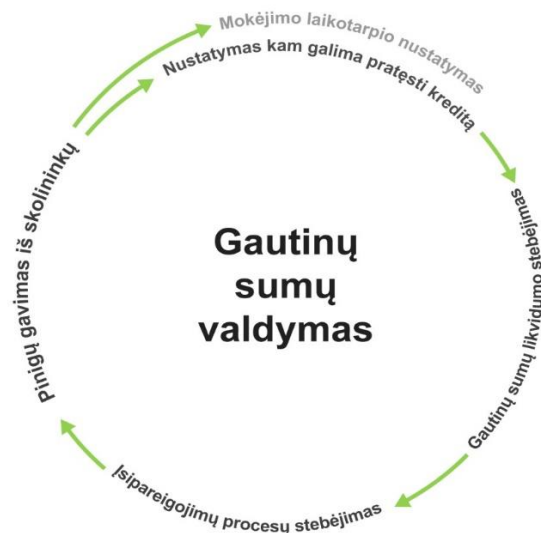 Mokėjimo laikotarpio nustatymas
Nustatymas kam galima pratęsti kreditą
Gautinų sumų likvidumo stebėjimas
Įsipareigojimų procesų stebėjimas
Pinigų gavimas iš skolininkų
Gautinų
sumų
valdymas